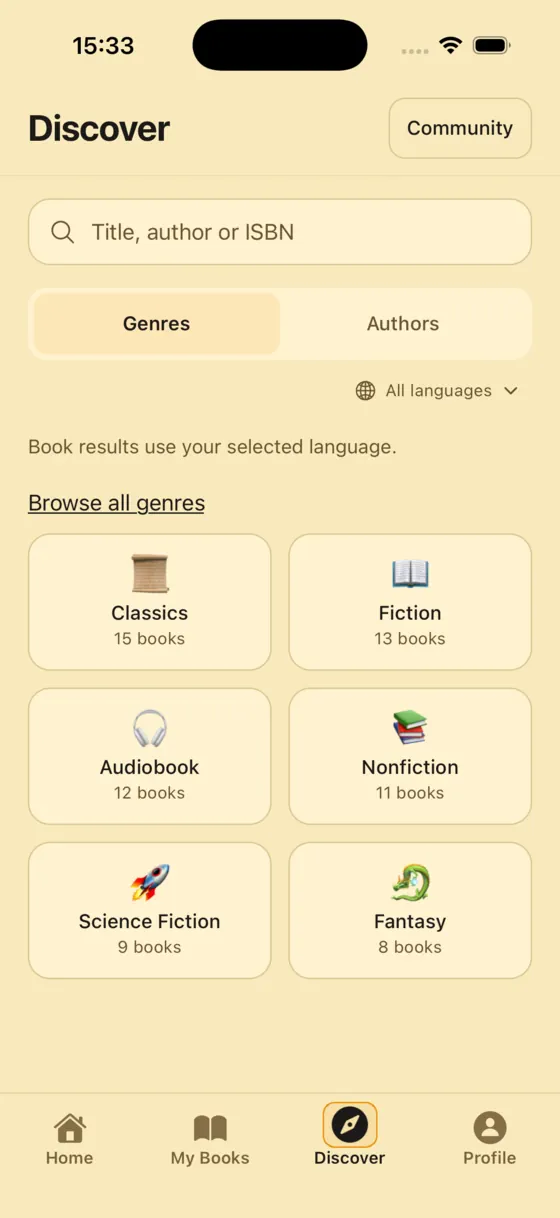 15:33
Discover
Community
Title, author or ISBN
Genres
Authors
All languages
Book results use your selected language.
Browse all genres
Classics
15 books
Fiction
13 books
Audiobook
12 books
Nonfiction
11 books
Science Fiction
9 books
Fantasy
8 books
Home
My Books
Discover
Profile